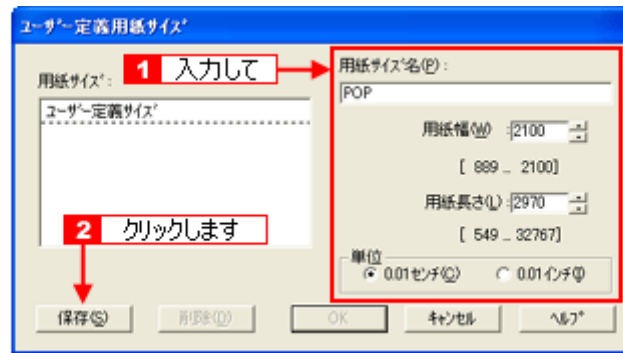 ユーザー定義用紙サイズ
用紙サイズ:
1 入力して
ユーザー定義サイズ
2 クリックします
用紙サイズ名(P):
POP
用紙幅(W) :2100
[ 889 .. 2100]
用紙長さ(L):2970
[ 549 .. 32767]
単位
0.01センチ(C) 0.01インチ(I)
保存(S) 削除(D) OK キャンセル ヘルプ